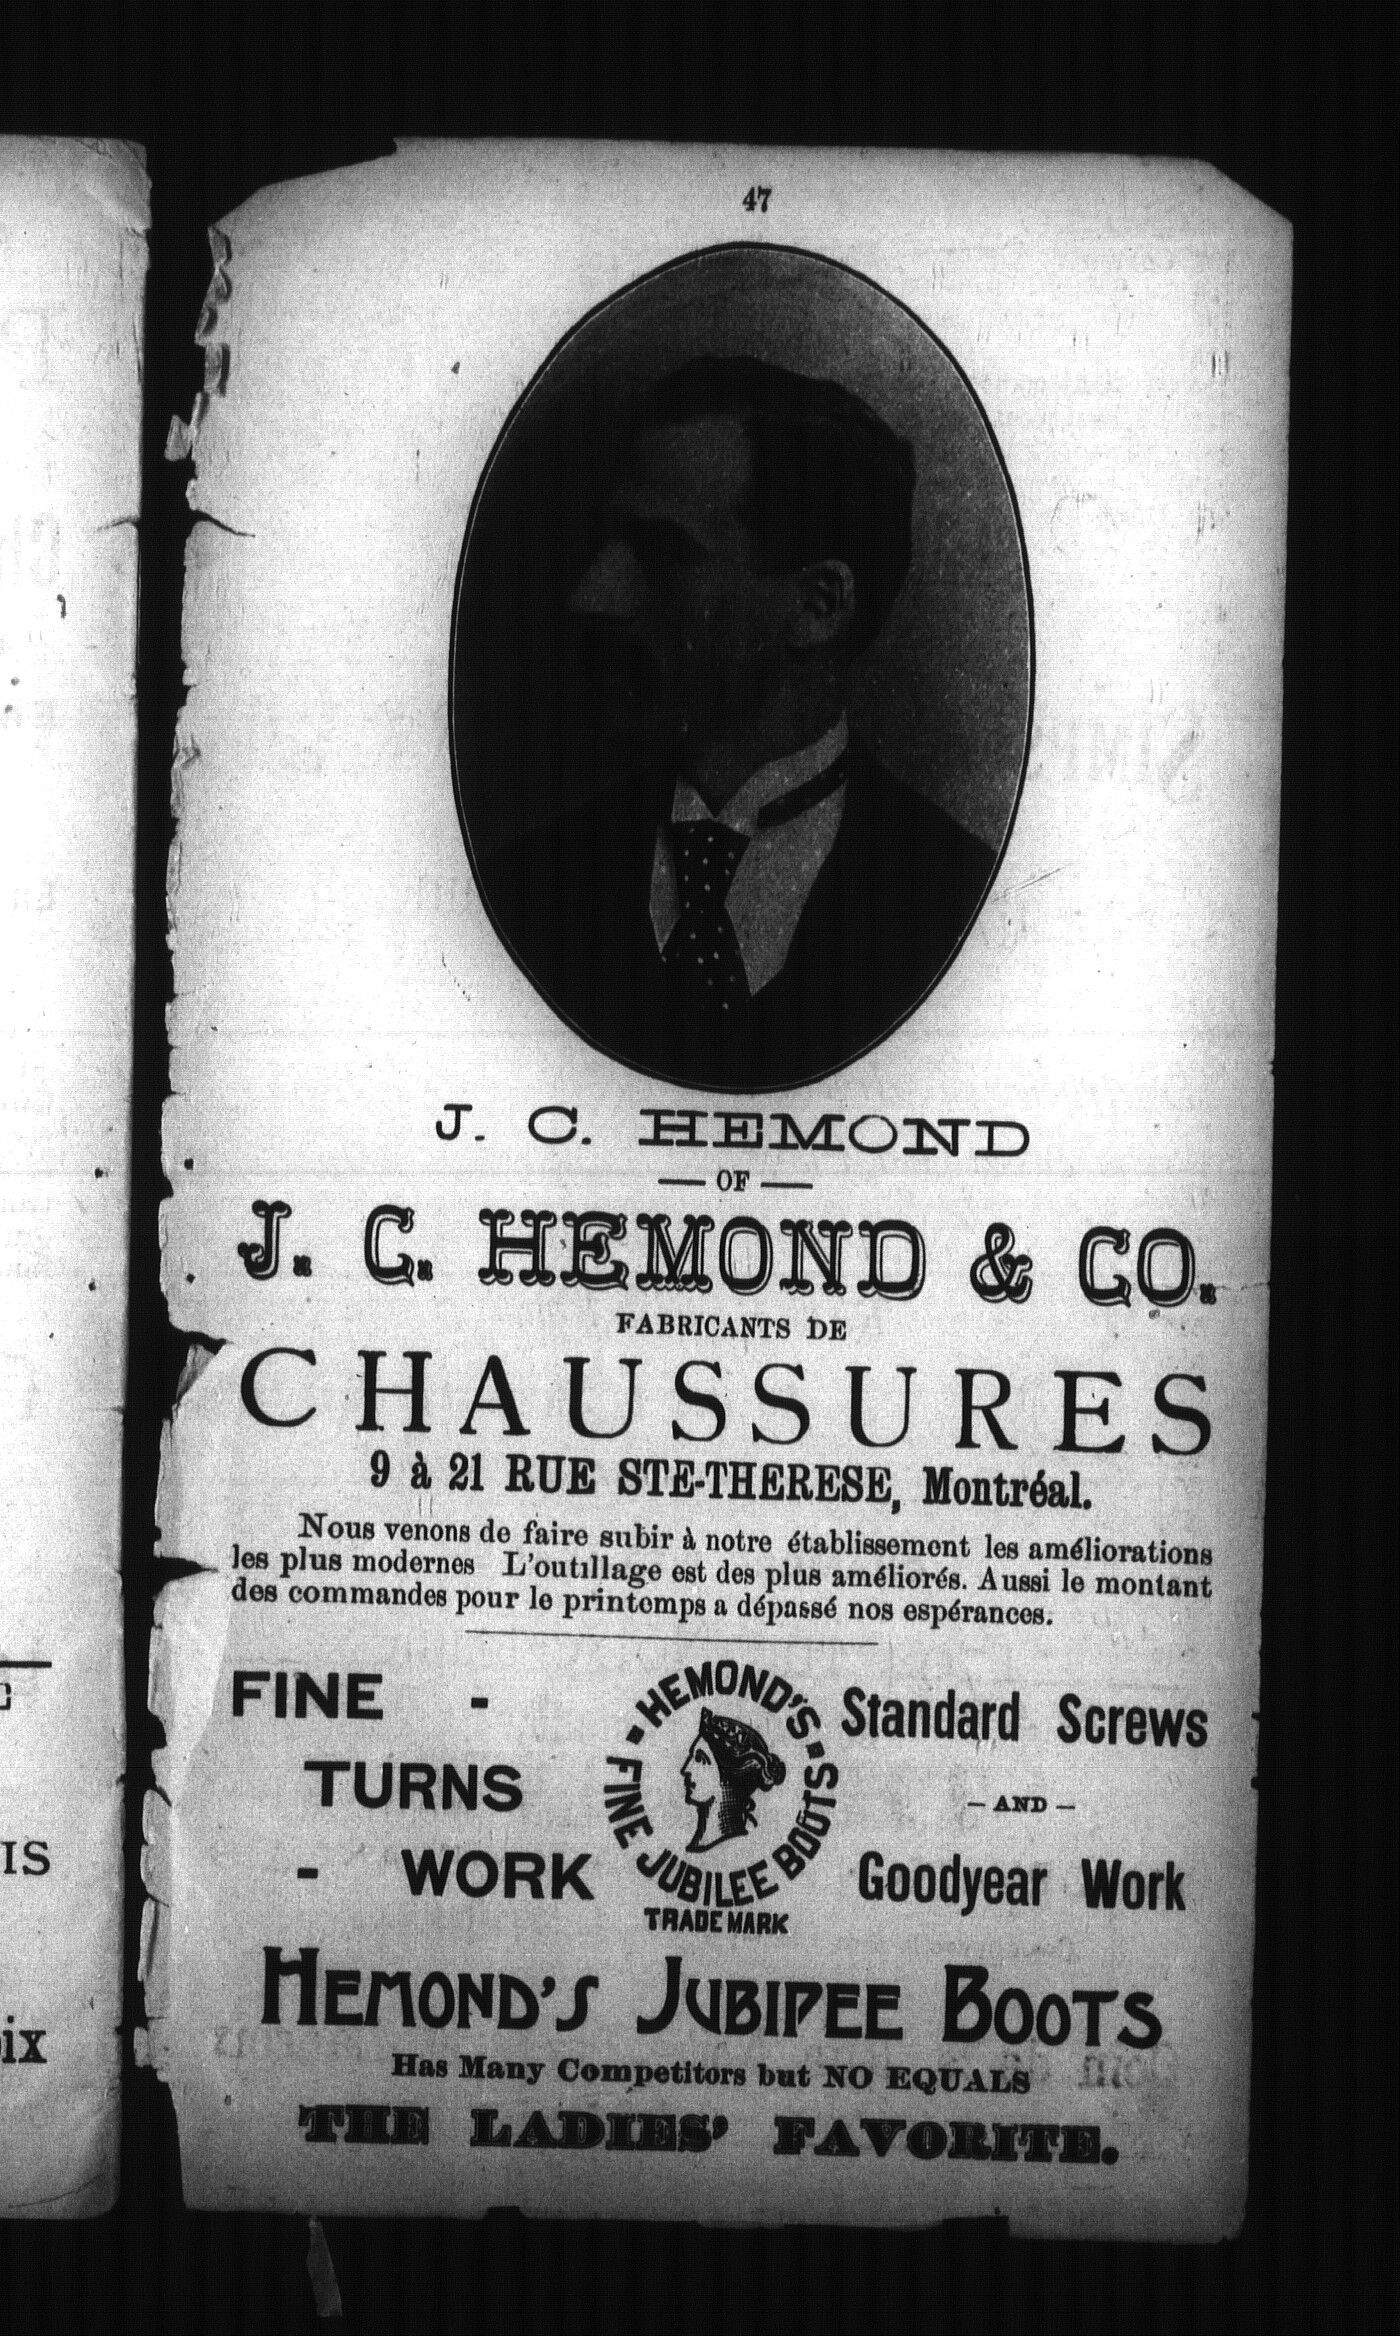 47
J. C. HEMOND
— OF —
J. C. HEMOND & CO.
FABRICANTS DE
CHAUSSURES
9 à 21 RUE STE-THERESE, Montréal.
Nous venons de faire subir à notre établissement les améliorations
les plus modernes L'outillage est des plus améliorés. Aussi le montant
des commandes pour le printemps a dépassé nos espérances.
FINE -
TURNS
- WORK
HEMOND'S
FINE JUBILEE BOOTS
TRADE MARK
Standard Screws
— AND —
Goodyear Work
HEMOND'S JUBILEE BOOTS
Has Many Competitors but NO EQUALS
THE LADIES' FAVORITE.
IS
ix